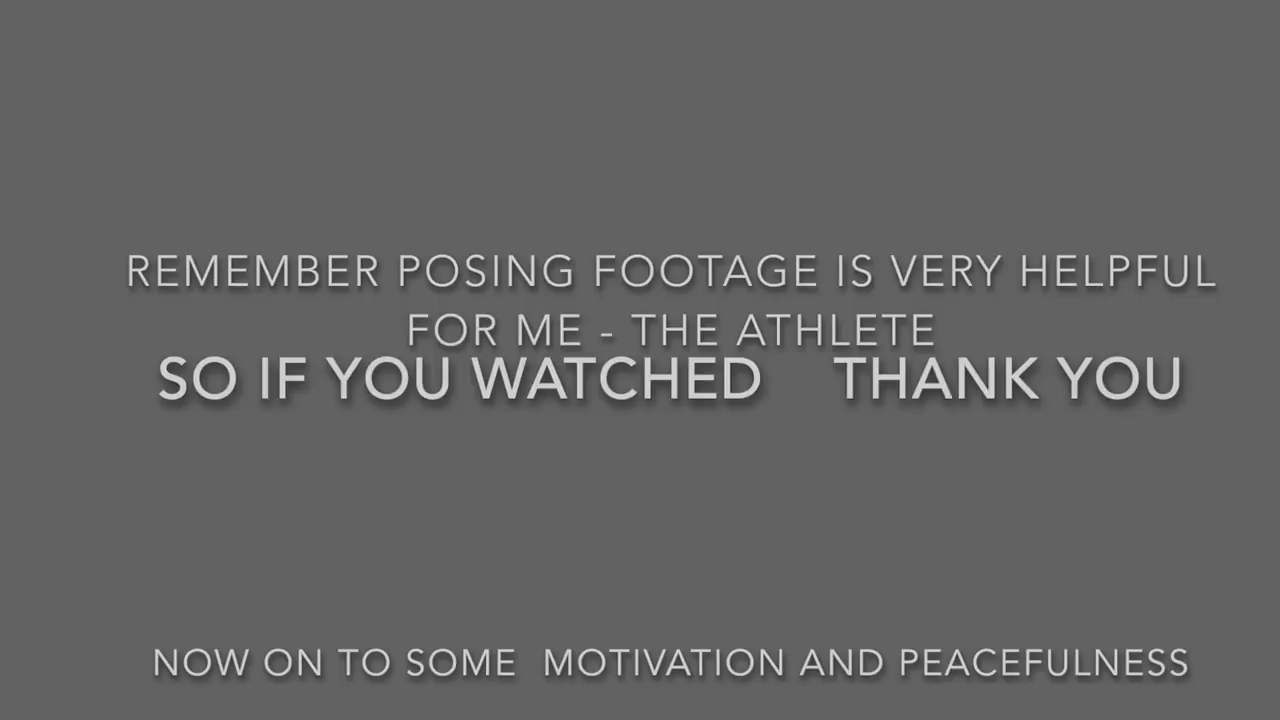 REMEMBER POSING FOOTAGE IS VERY HELPFUL
FOR ME - THE ATHLETE
SO IF YOU WATCHED THANK YOU
NOW ON TO SOME MOTIVATION AND PEACEFULNESS